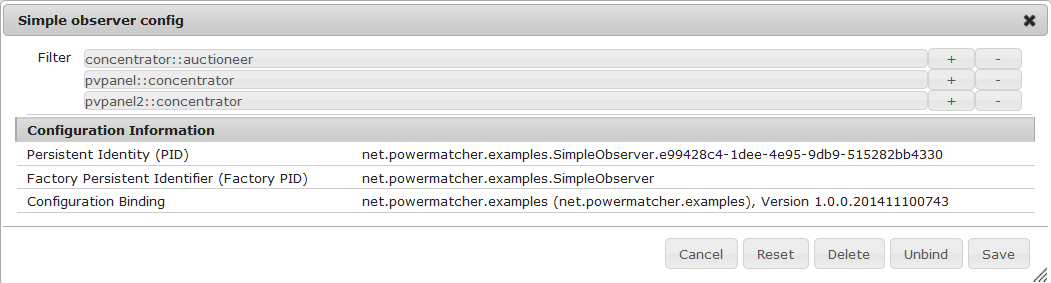 Simple observer config
Filter concentrator::auctioneer + -
pvpanel::concentrator + -
pvpanel2::concentrator + -
Configuration Information
Persistent Identity (PID) net.powermatcher.examples.SimpleObserver.e99428c4-1dee-4e95-9db9-515282bb4330
Factory Persistent Identifier (Factory PID) net.powermatcher.examples.SimpleObserver
Configuration Binding net.powermatcher.examples (net.powermatcher.examples), Version 1.0.0.201411100743
Cancel Reset Delete Unbind Save